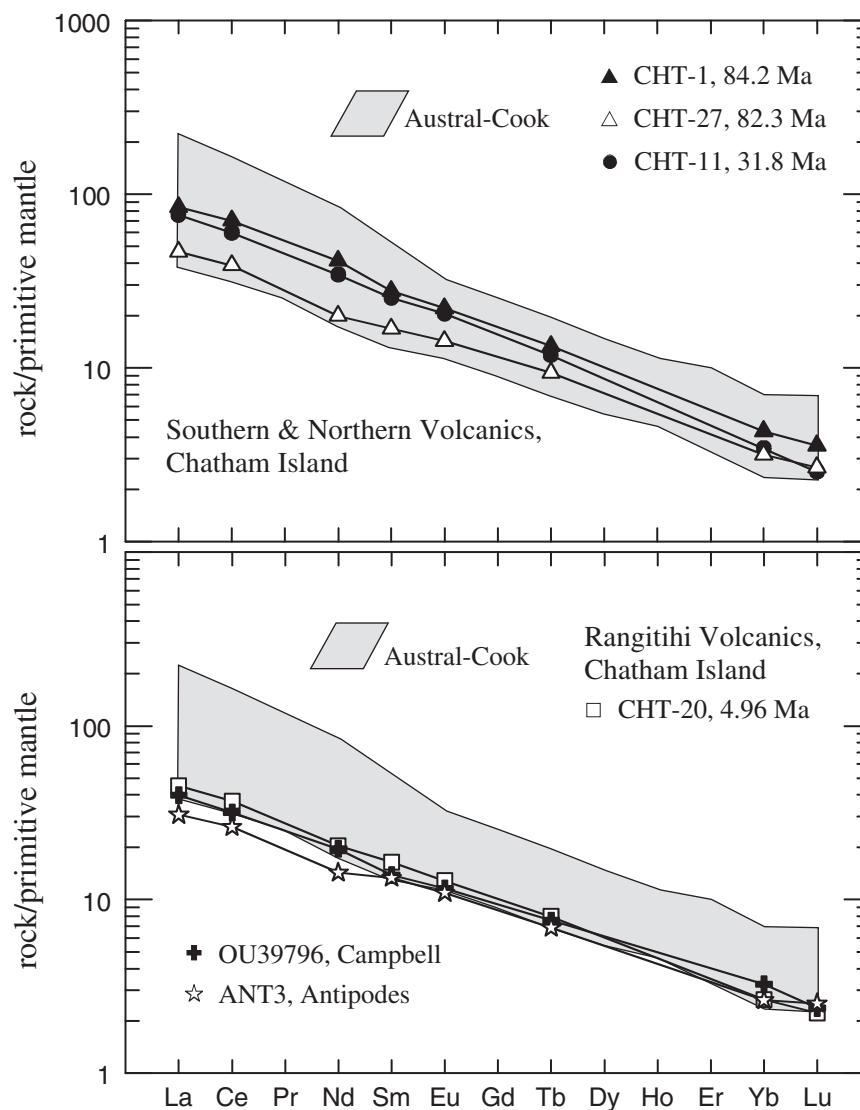 1000
CHT-1, 84.2 Ma
Austral-Cook
CHT-27, 82.3 Ma
CHT-11, 31.8 Ma
100
rock/primitive mantle
10
Southern & Northern Volcanics,
Chatham Island
1
Rangitihi Volcanics,
Chatham Island
Austral-Cook
CHT-20, 4.96 Ma
100
rock/primitive mantle
10
OU39796, Campbell
ANT3, Antipodes
1
La Ce Pr Nd Sm Eu Gd Tb Dy Ho Er Yb Lu